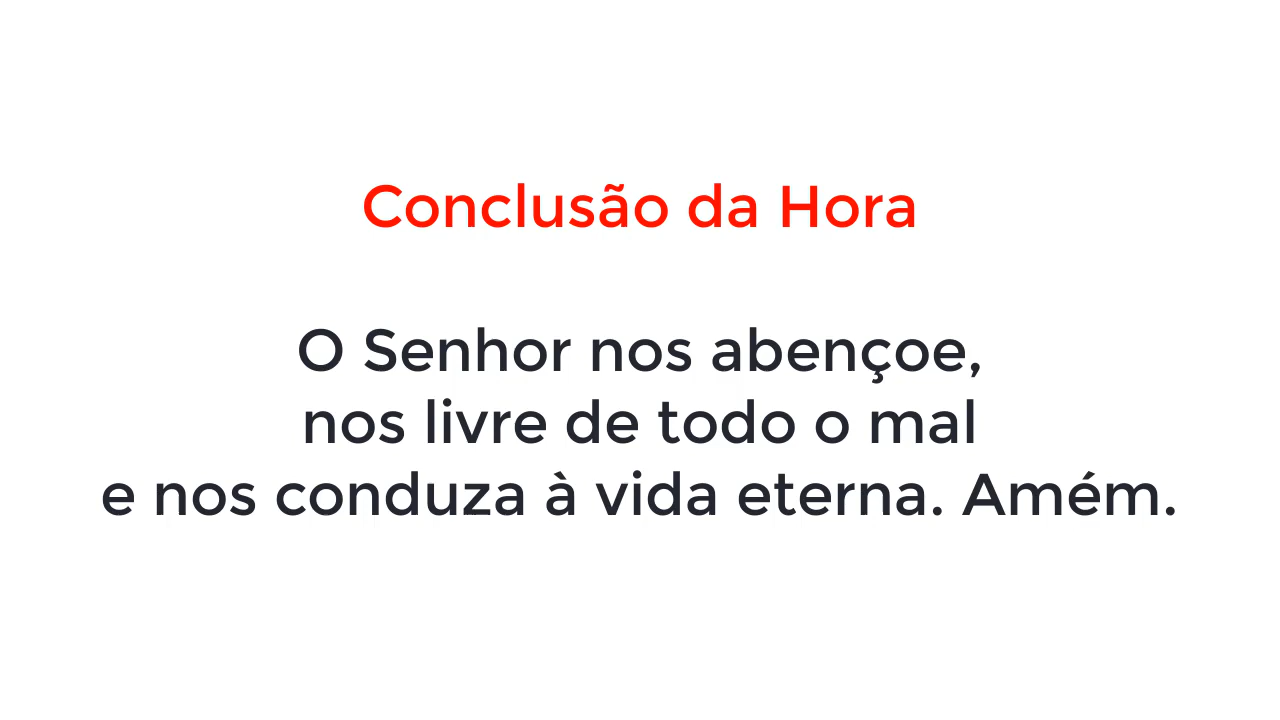 Conclusão da Hora
O Senhor nos abençoe,
nos livre de todo o mal
e nos conduza à vida eterna. Amém.